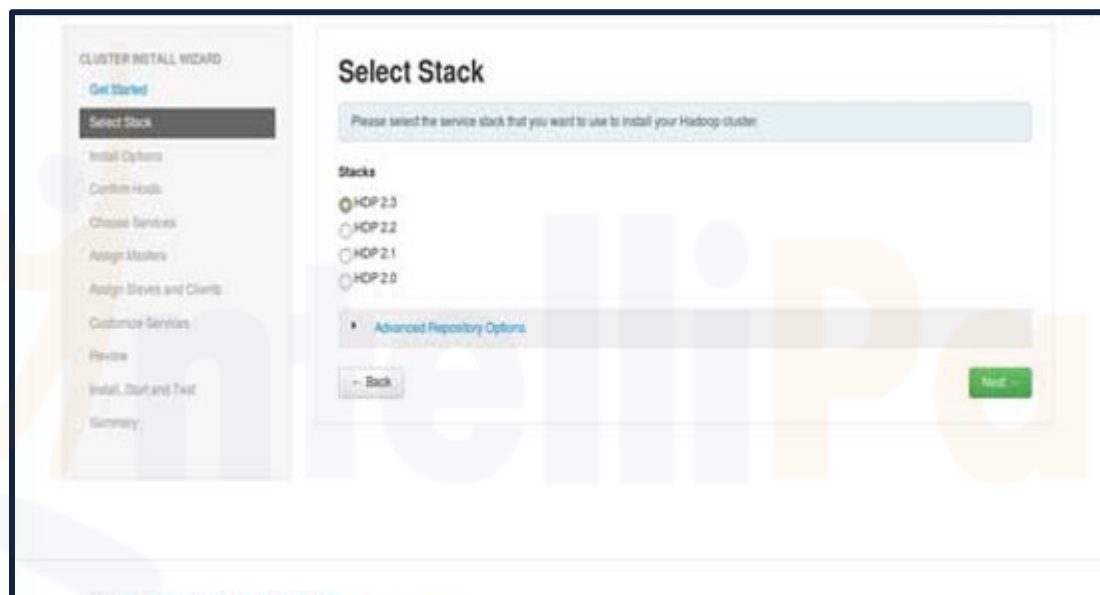 CLUSTER INSTALL WIZARD
Get Started
Select Stack
Install Options
Confirm Hosts
Choose Services
Assign Masters
Assign Slaves and Clients
Customize Services
Review
Install, Start and Test
Summary
Select Stack
Please select the service stack that you want to use to install your Hadoop cluster.
Stacks
HDP 2.3
HDP 2.2
HDP 2.1
HDP 2.0
Advanced Repository Options
← Back
Next →
intelliPa